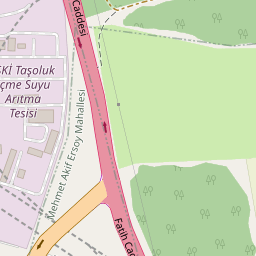 Caddesi
SKİ Taşoluk
çme Suyu
Arıtma
Tesisi
Mehmet Akif Ersoy Mahallesi
Fatih Cad